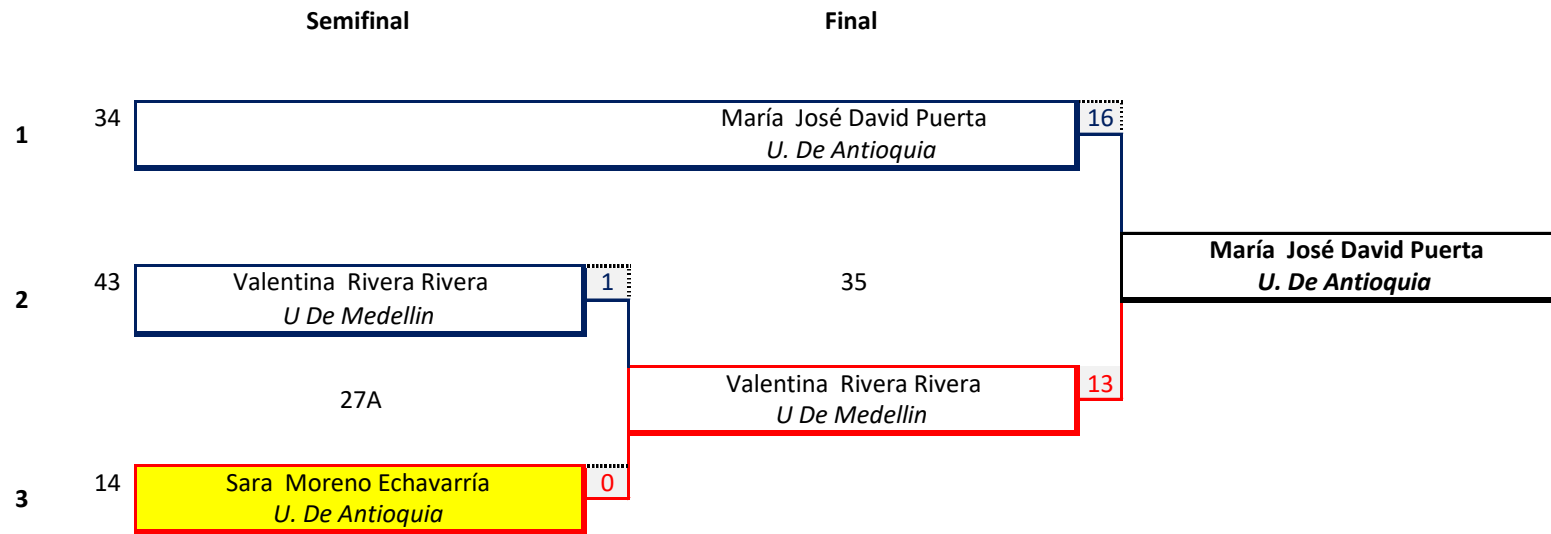 Semifinal Final
1 34 María José David Puerta 16
U. De Antioquia
María José David Puerta
U. De Antioquia
2 43 Valentina Rivera Rivera 1 35
U De Medellin
27A Valentina Rivera Rivera 13
U De Medellin
3 14 Sara Moreno Echavarría 0
U. De Antioquia